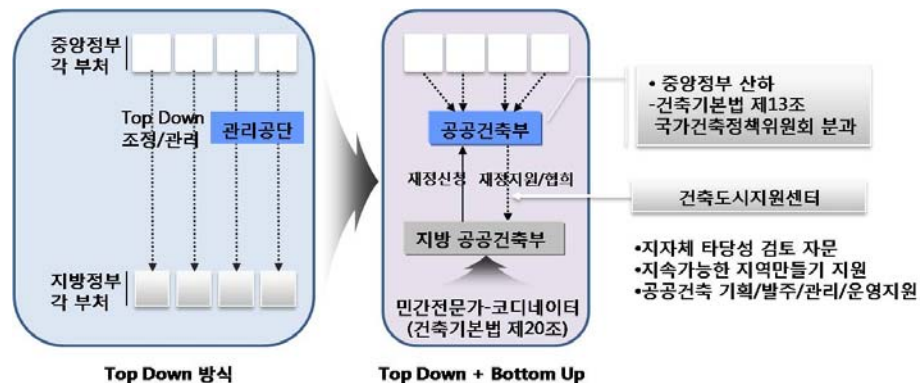 중앙정부
각 부처
Top Down
조정/관리
관리공단
지방정부
각 부처
Top Down 방식
공공건축부
재정신청
재정지원/협의
지방 공공건축부
민간전문가-코디네이터
(건축기본법 제20조)
Top Down + Bottom Up
• 중앙정부 산하
-건축기본법 제13조
국가건축정책위원회 분과
건축도시지원센터
•지자체 타당성 검토 자문
•지속가능한 지역만들기 지원
•공공건축 기획/발주/관리/운영지원